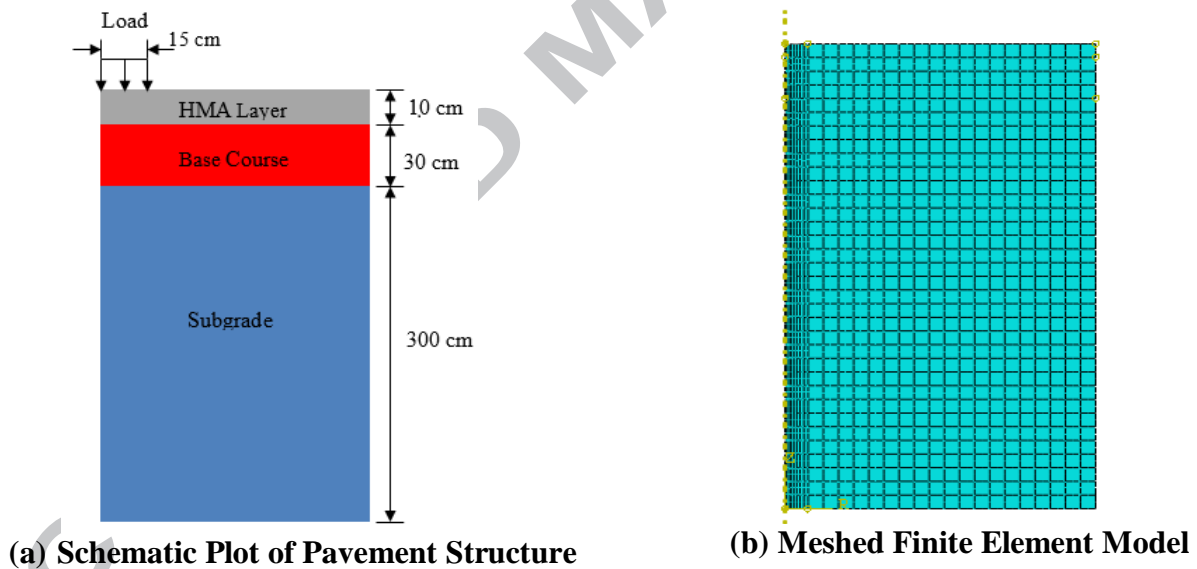 Load
15 cm
HMA Layer
10 cm
Base Course
30 cm
Subgrade
300 cm
(a) Schematic Plot of Pavement Structure
(b) Meshed Finite Element Model